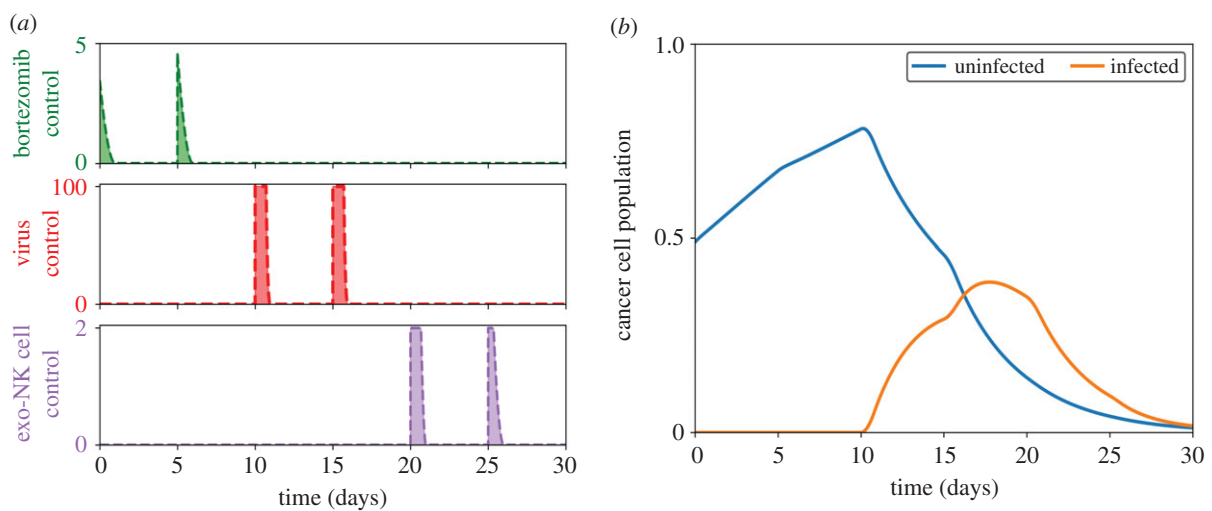 (a)
bortezomib
control
5
0
virus
control
100
0
exo-NK cell
control
2
0
0 5 10 15 20 25 30
time (days)
(b)
cancer cell population
1.0
0.5
0
uninfected infected
0 5 10 15 20 25 30
time (days)